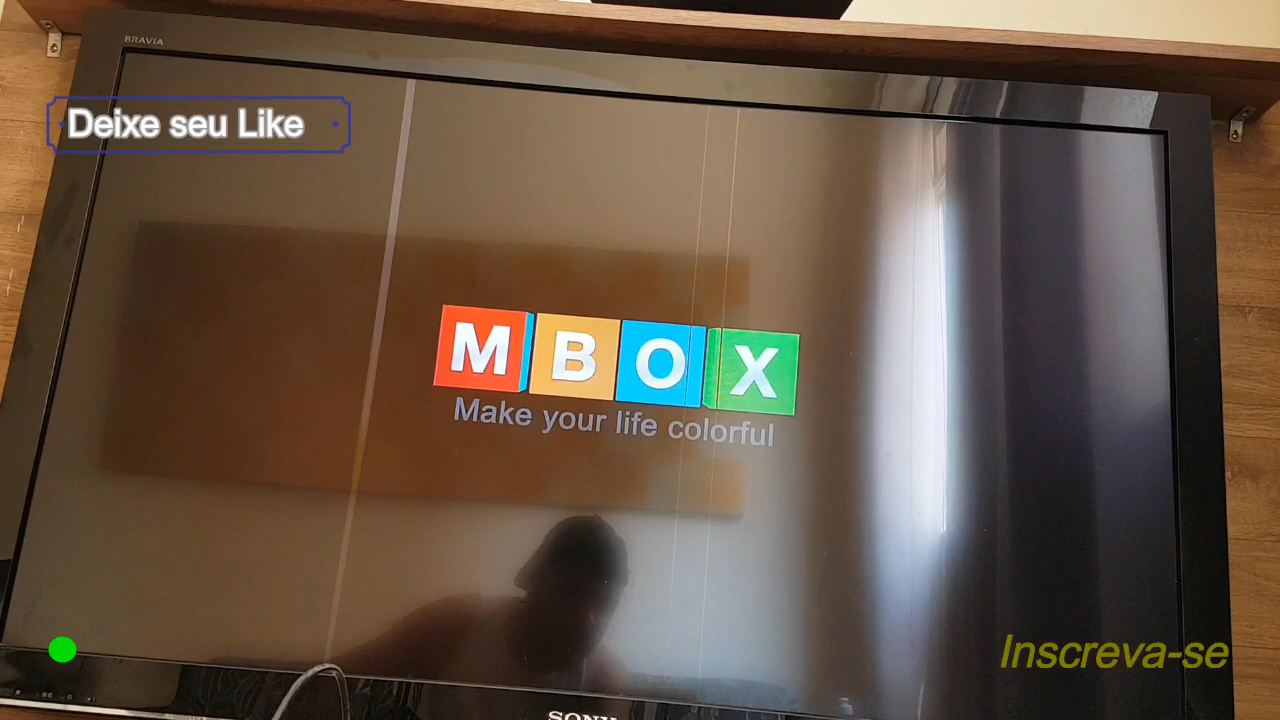 BRAVIA
Deixe seu Like
MBOX
Make your life colorful
Inscreva-se
SONY